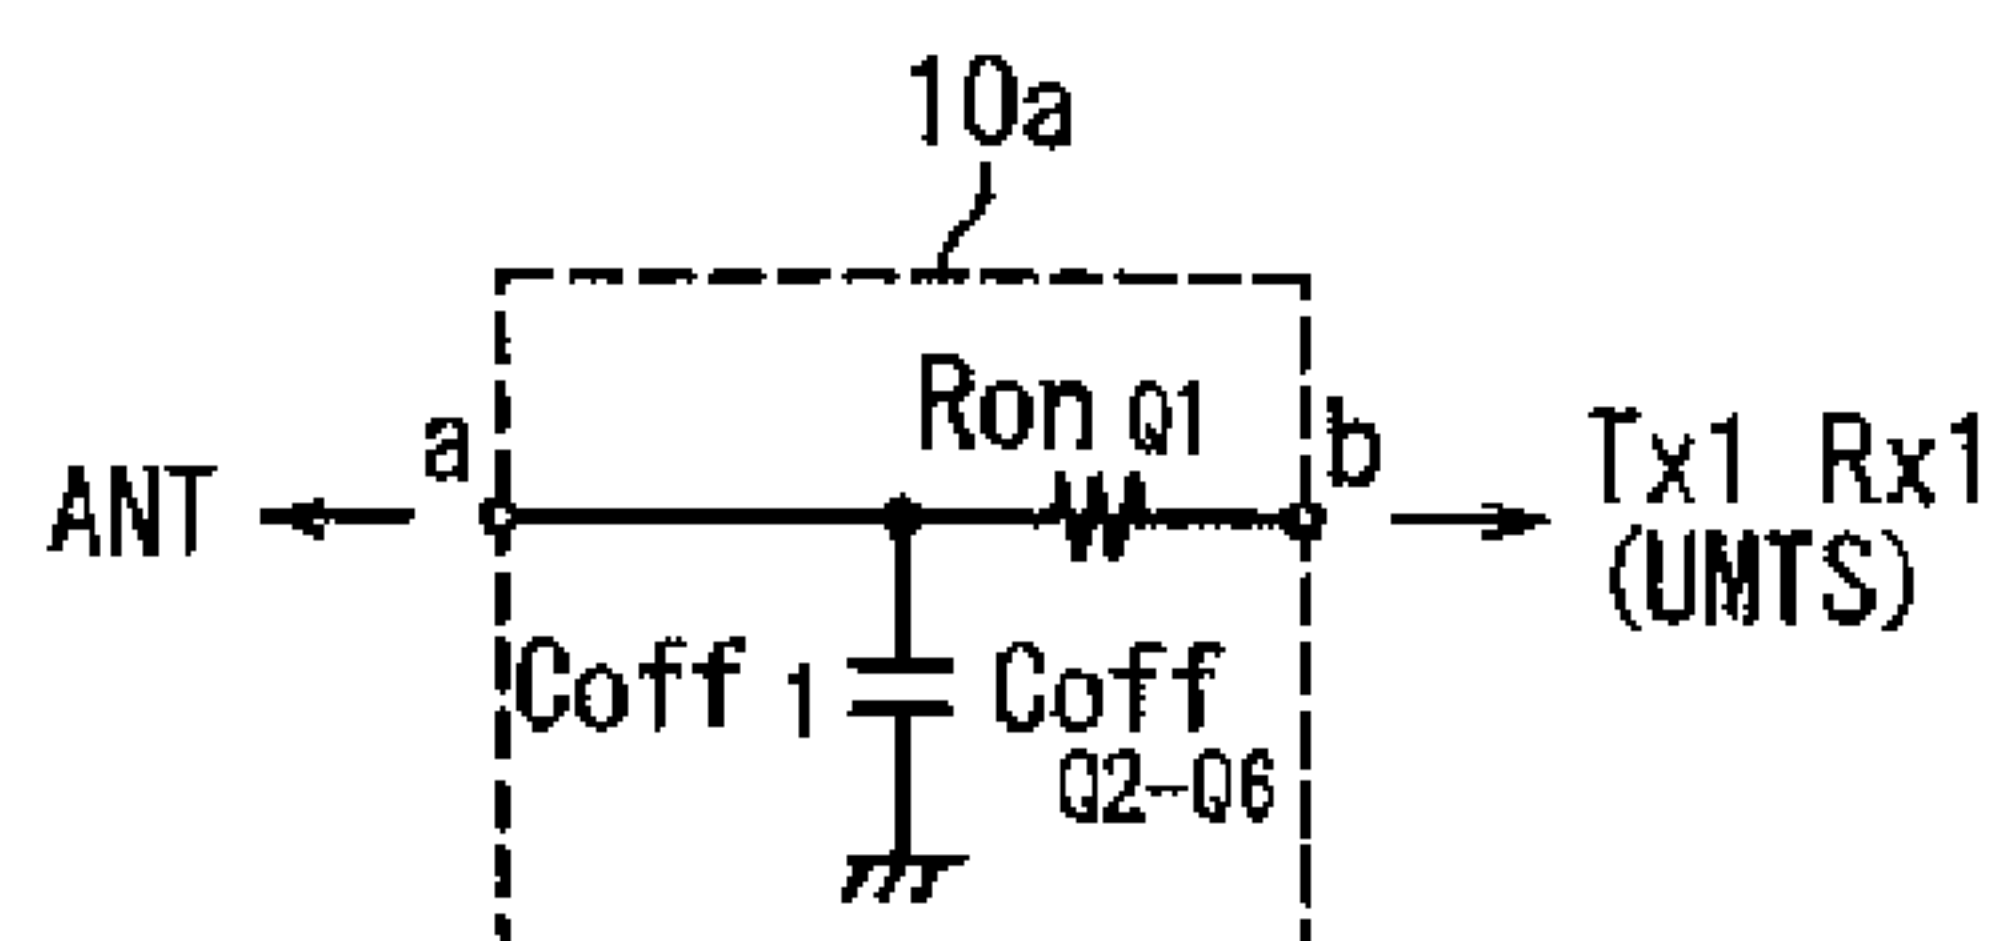 10a
Ron Q1
a
b
ANT
Tx1 Rx1
(UMTS)
Coff 1
Coff
Q2-Q6